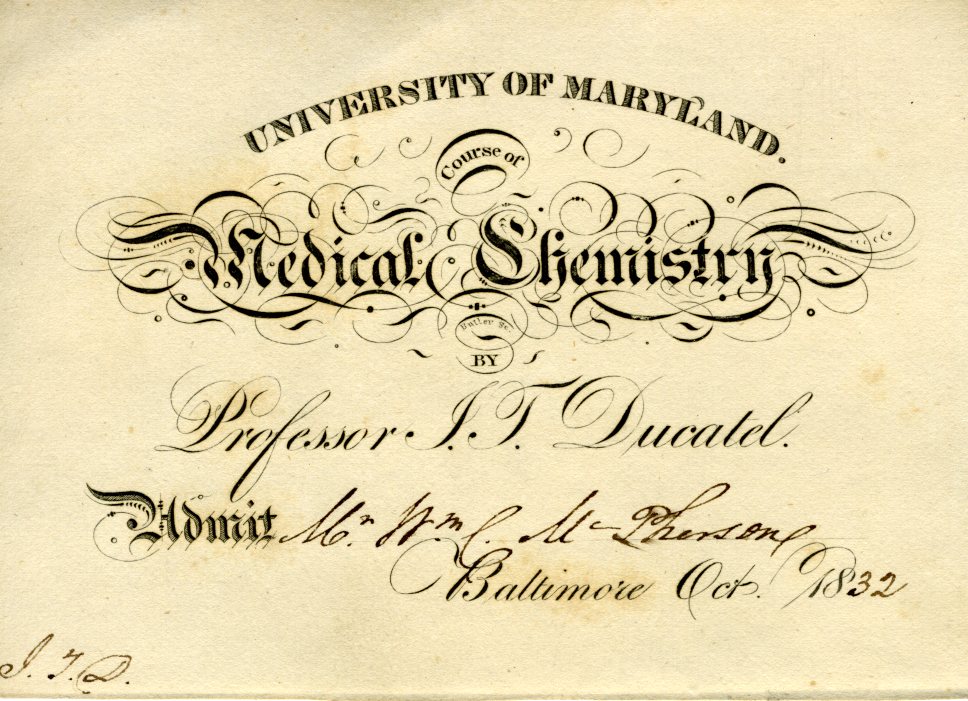 UNIVERSITY OF MARYLAND.
Course of
Medical Chemistry
Butler Sc.
BY
Professor I. T. Ducatel.
Admit Mr. Wm. C. McPherson
Baltimore Oct. 1832
J. T. D.